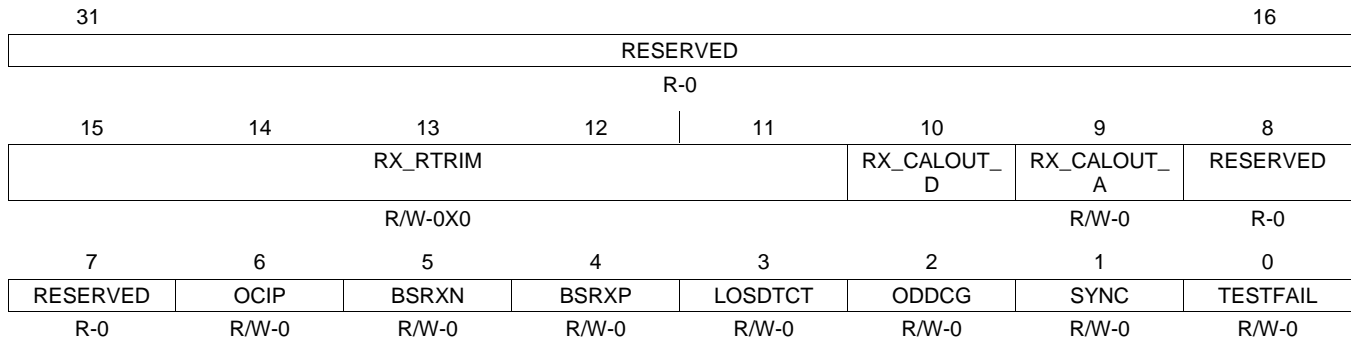 31 16
RESERVED
R-0
15 14 13 12 11 10 9 8
RX_RTRIM RX_CALOUT_ RX_CALOUT_ RESERVED
D A
R/W-0X0 R/W-0 R-0
7 6 5 4 3 2 1 0
RESERVED OCIP BSRXN BSRXP LOSDTCT ODDCG SYNC TESTFAIL
R-0 R/W-0 R/W-0 R/W-0 R/W-0 R/W-0 R/W-0 R/W-0